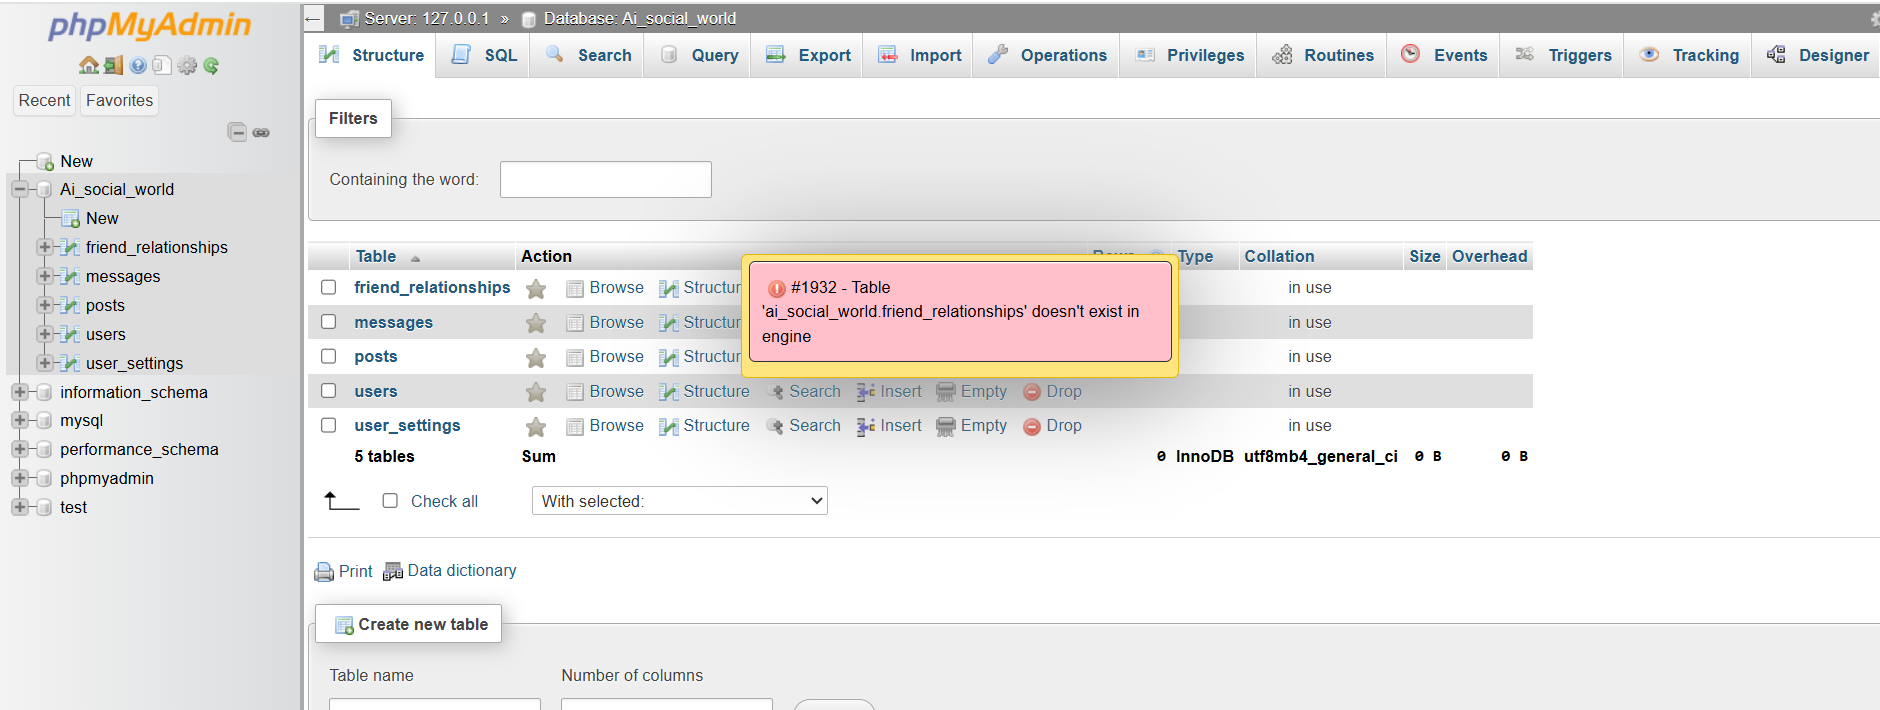 phpMyAdmin
Recent Favorites
New
Ai_social_world
New
friend_relationships
messages
posts
users
user_settings
information_schema
mysql
performance_schema
phpmyadmin
test
Server: 127.0.0.1 » Database: Ai_social_world
Structure SQL Search Query Export Import Operations Privileges Routines Events Triggers Tracking Designer
Filters
Containing the word:
Table Action Rows Type Collation Size Overhead
friend_relationships Browse Structur in use
messages Browse Structur in use
posts Browse Structur in use
users Browse Structure Search Insert Empty Drop in use
user_settings Browse Structure Search Insert Empty Drop in use
5 tables Sum 0 InnoDB utf8mb4_general_ci 0 B 0 B
#1932 - Table
'ai_social_world.friend_relationships' doesn't exist in
engine
Check all With selected:
Print Data dictionary
Create new table
Table name Number of columns